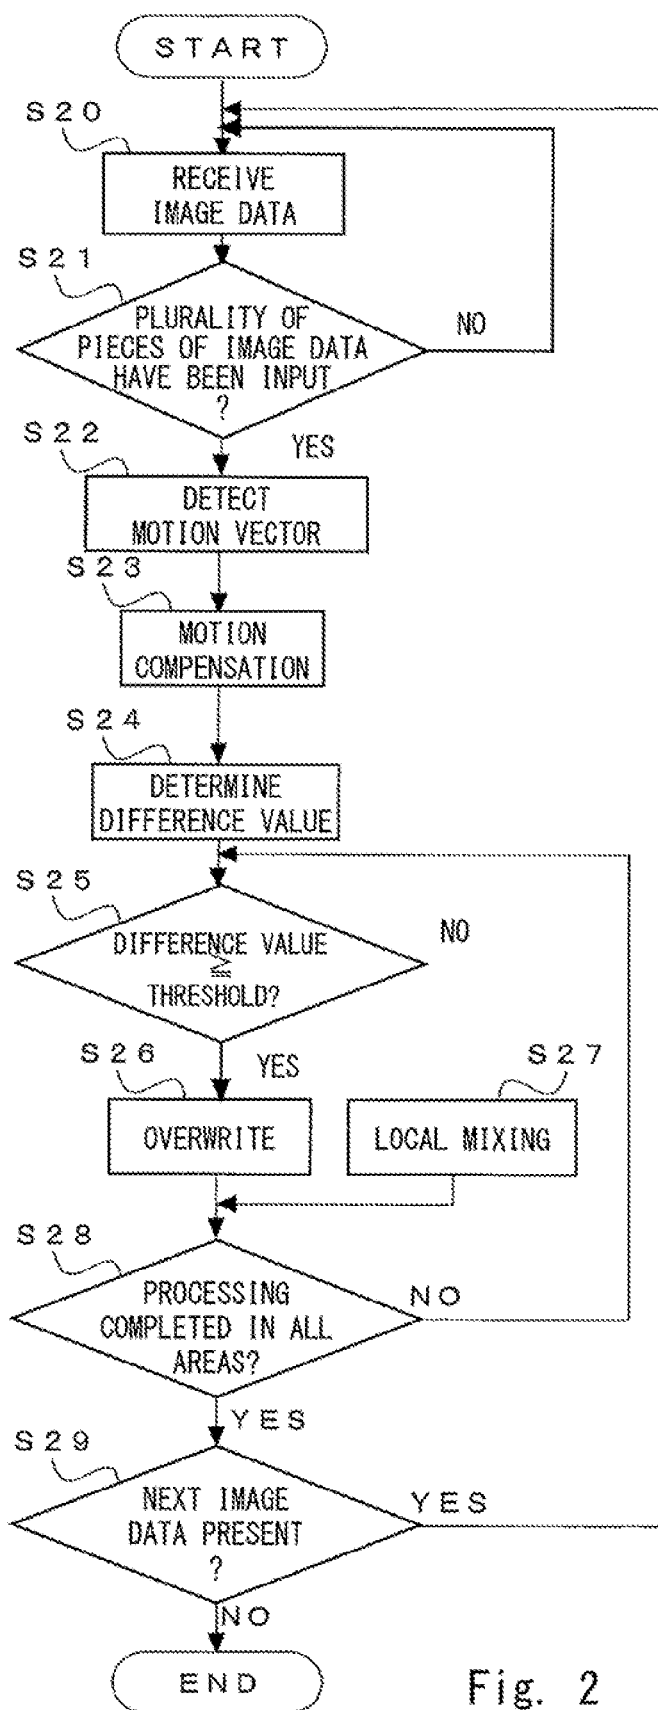 START
S20
RECEIVE
IMAGE DATA
S21
PLURALITY OF
PIECES OF IMAGE DATA
HAVE BEEN INPUT
?
NO
S22
YES
DETECT
MOTION VECTOR
S23
MOTION
COMPENSATION
S24
DETERMINE
DIFFERENCE VALUE
S25
DIFFERENCE VALUE
≧
THRESHOLD?
NO
S26
YES
S27
OVERWRITE
LOCAL MIXING
S28
PROCESSING
COMPLETED IN ALL
AREAS?
NO
YES
S29
NEXT IMAGE
DATA PRESENT
?
YES
NO
END
Fig. 2